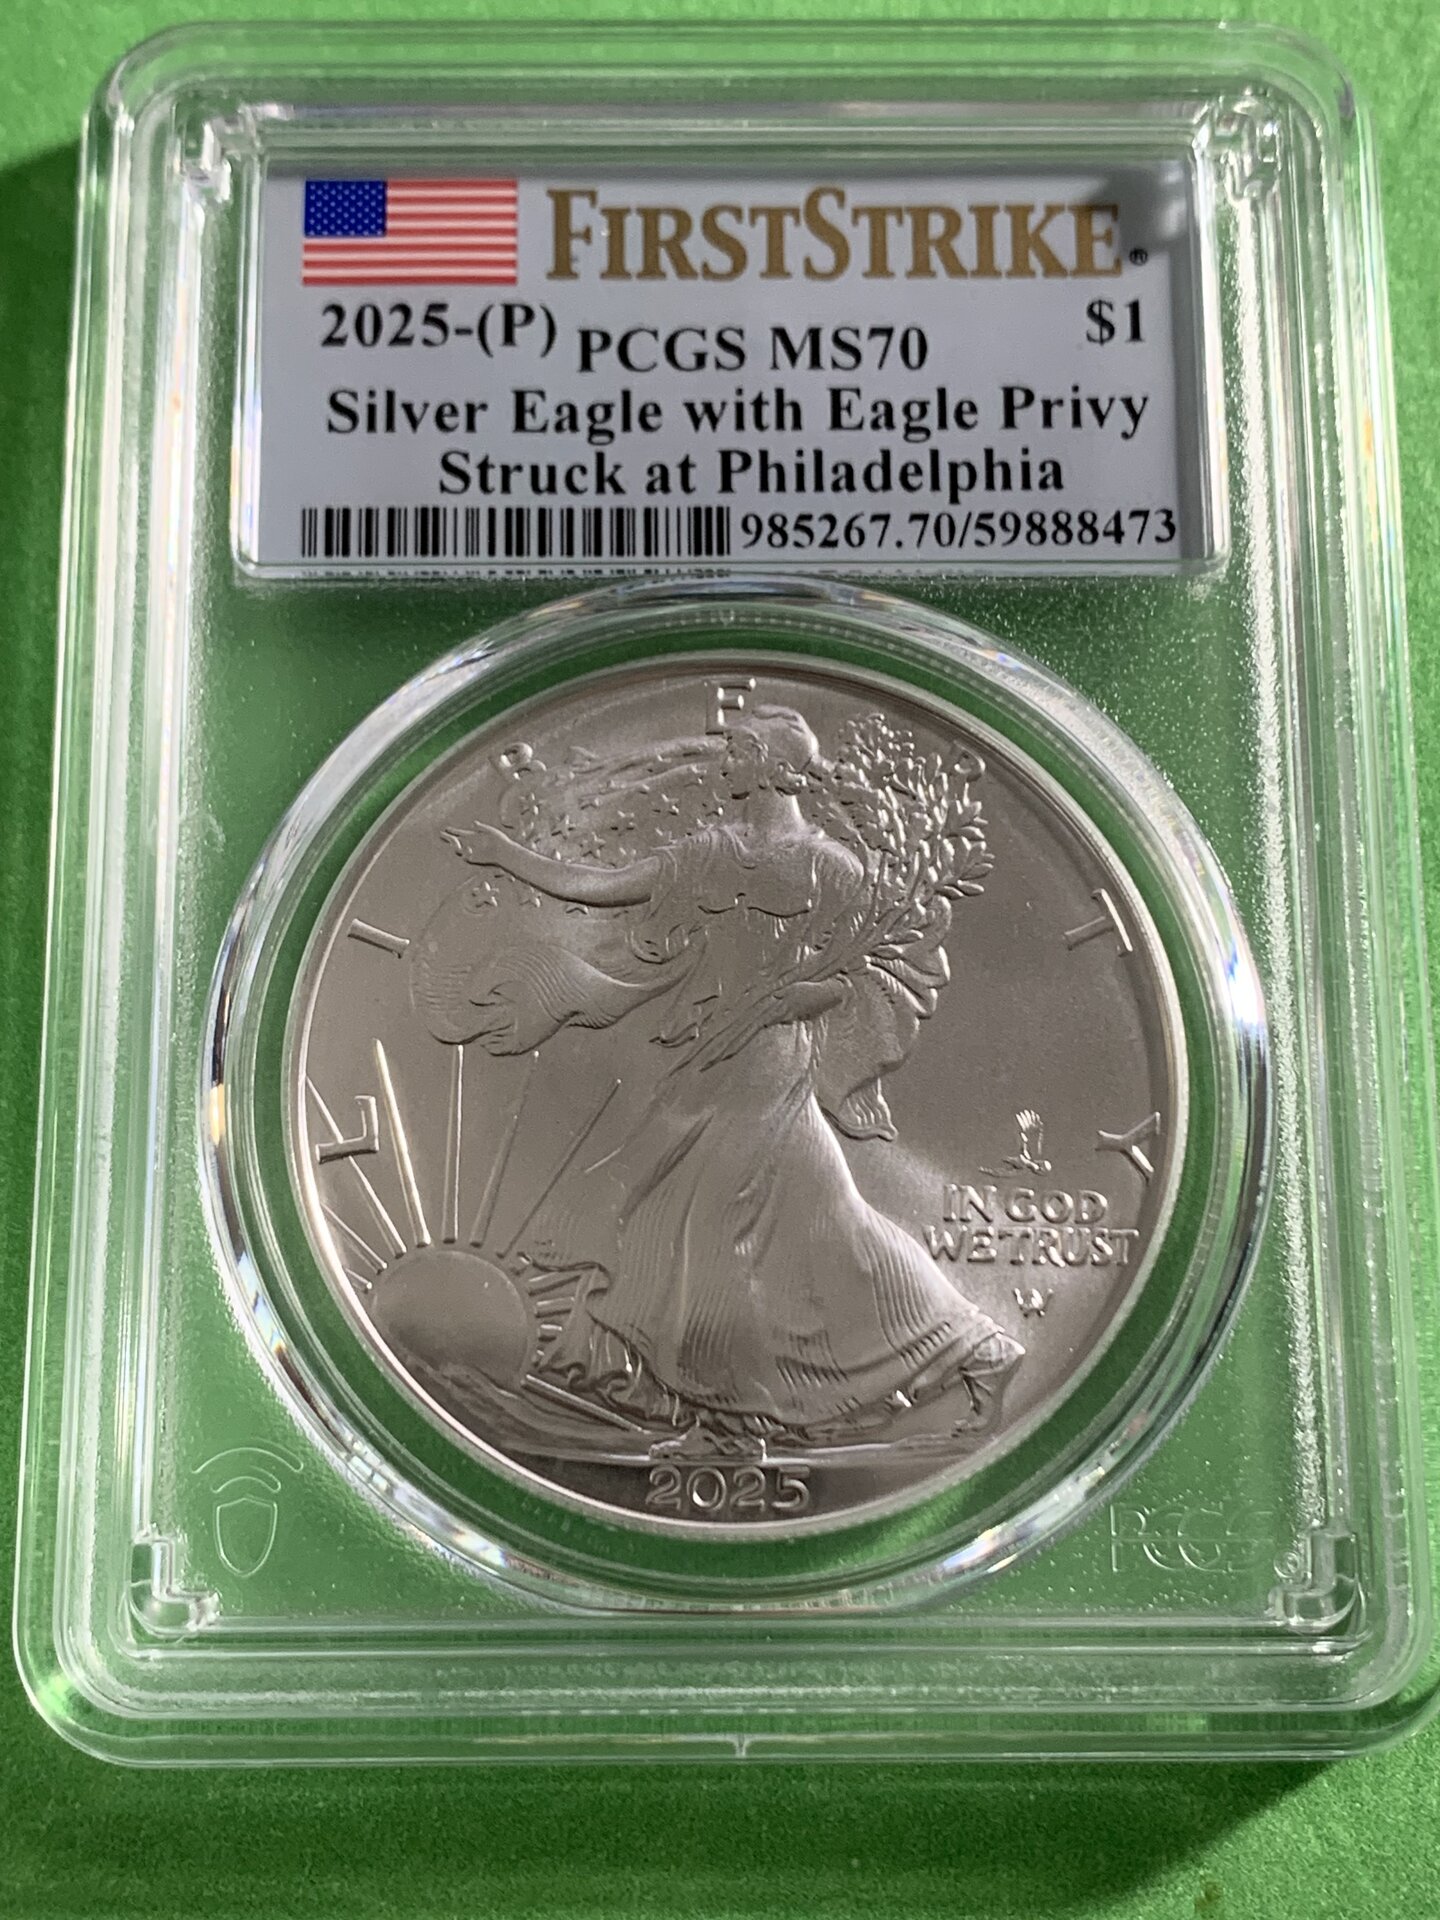 FIRSTSTRIKE®
2025-(P) PCGS MS70 $1
Silver Eagle with Eagle Privy
Struck at Philadelphia
985267.70/59888473
LIBERTY
IN GOD
WE TRUST
2025
PCGS